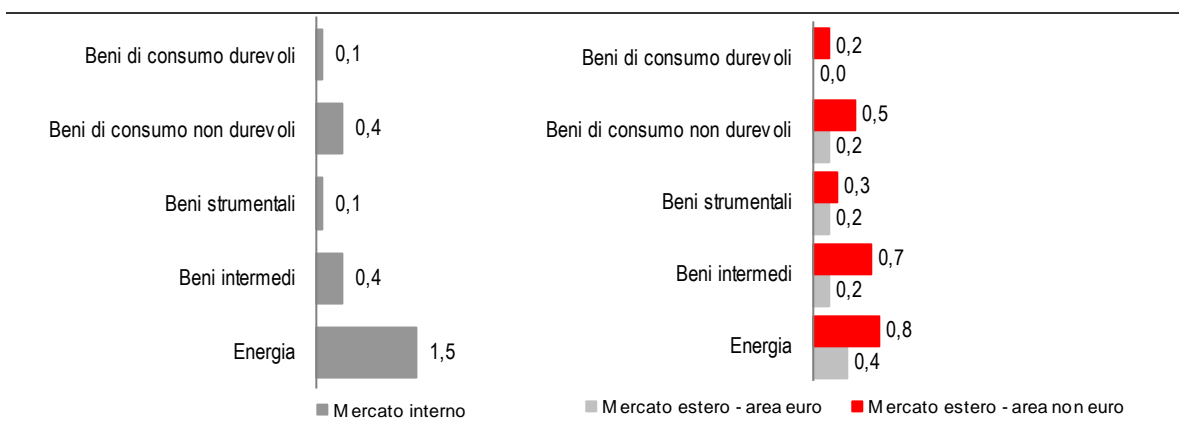 Beni di consumo durevoli 0,1
Beni di consumo non durevoli 0,4
Beni strumentali 0,1
Beni intermedi 0,4
Energia 1,5
Mercato interno
Beni di consumo durevoli 0,2
0,0
Beni di consumo non durevoli 0,5
0,2
Beni strumentali 0,3
0,2
Beni intermedi 0,7
0,2
Energia 0,8
0,4
Mercato estero - area euro Mercato estero - area non euro